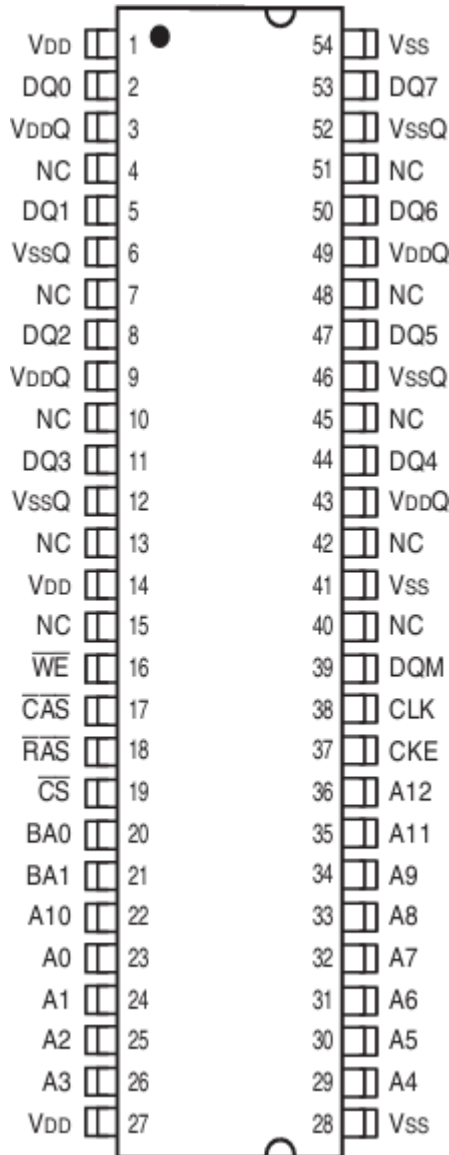 VDD 1 54 VSS
DQ0 2 53 DQ7
VDDQ 3 52 VSSQ
NC 4 51 NC
DQ1 5 50 DQ6
VSSQ 6 49 VDDQ
NC 7 48 NC
DQ2 8 47 DQ5
VDDQ 9 46 VSSQ
NC 10 45 NC
DQ3 11 44 DQ4
VSSQ 12 43 VDDQ
NC 13 42 NC
VDD 14 41 VSS
NC 15 40 NC
W̅E̅ 16 39 DQM
C̅A̅S̅ 17 38 CLK
R̅A̅S̅ 18 37 CKE
C̅S̅ 19 36 A12
BA0 20 35 A11
BA1 21 34 A9
A10 22 33 A8
A0 23 32 A7
A1 24 31 A6
A2 25 30 A5
A3 26 29 A4
VDD 27 28 VSS